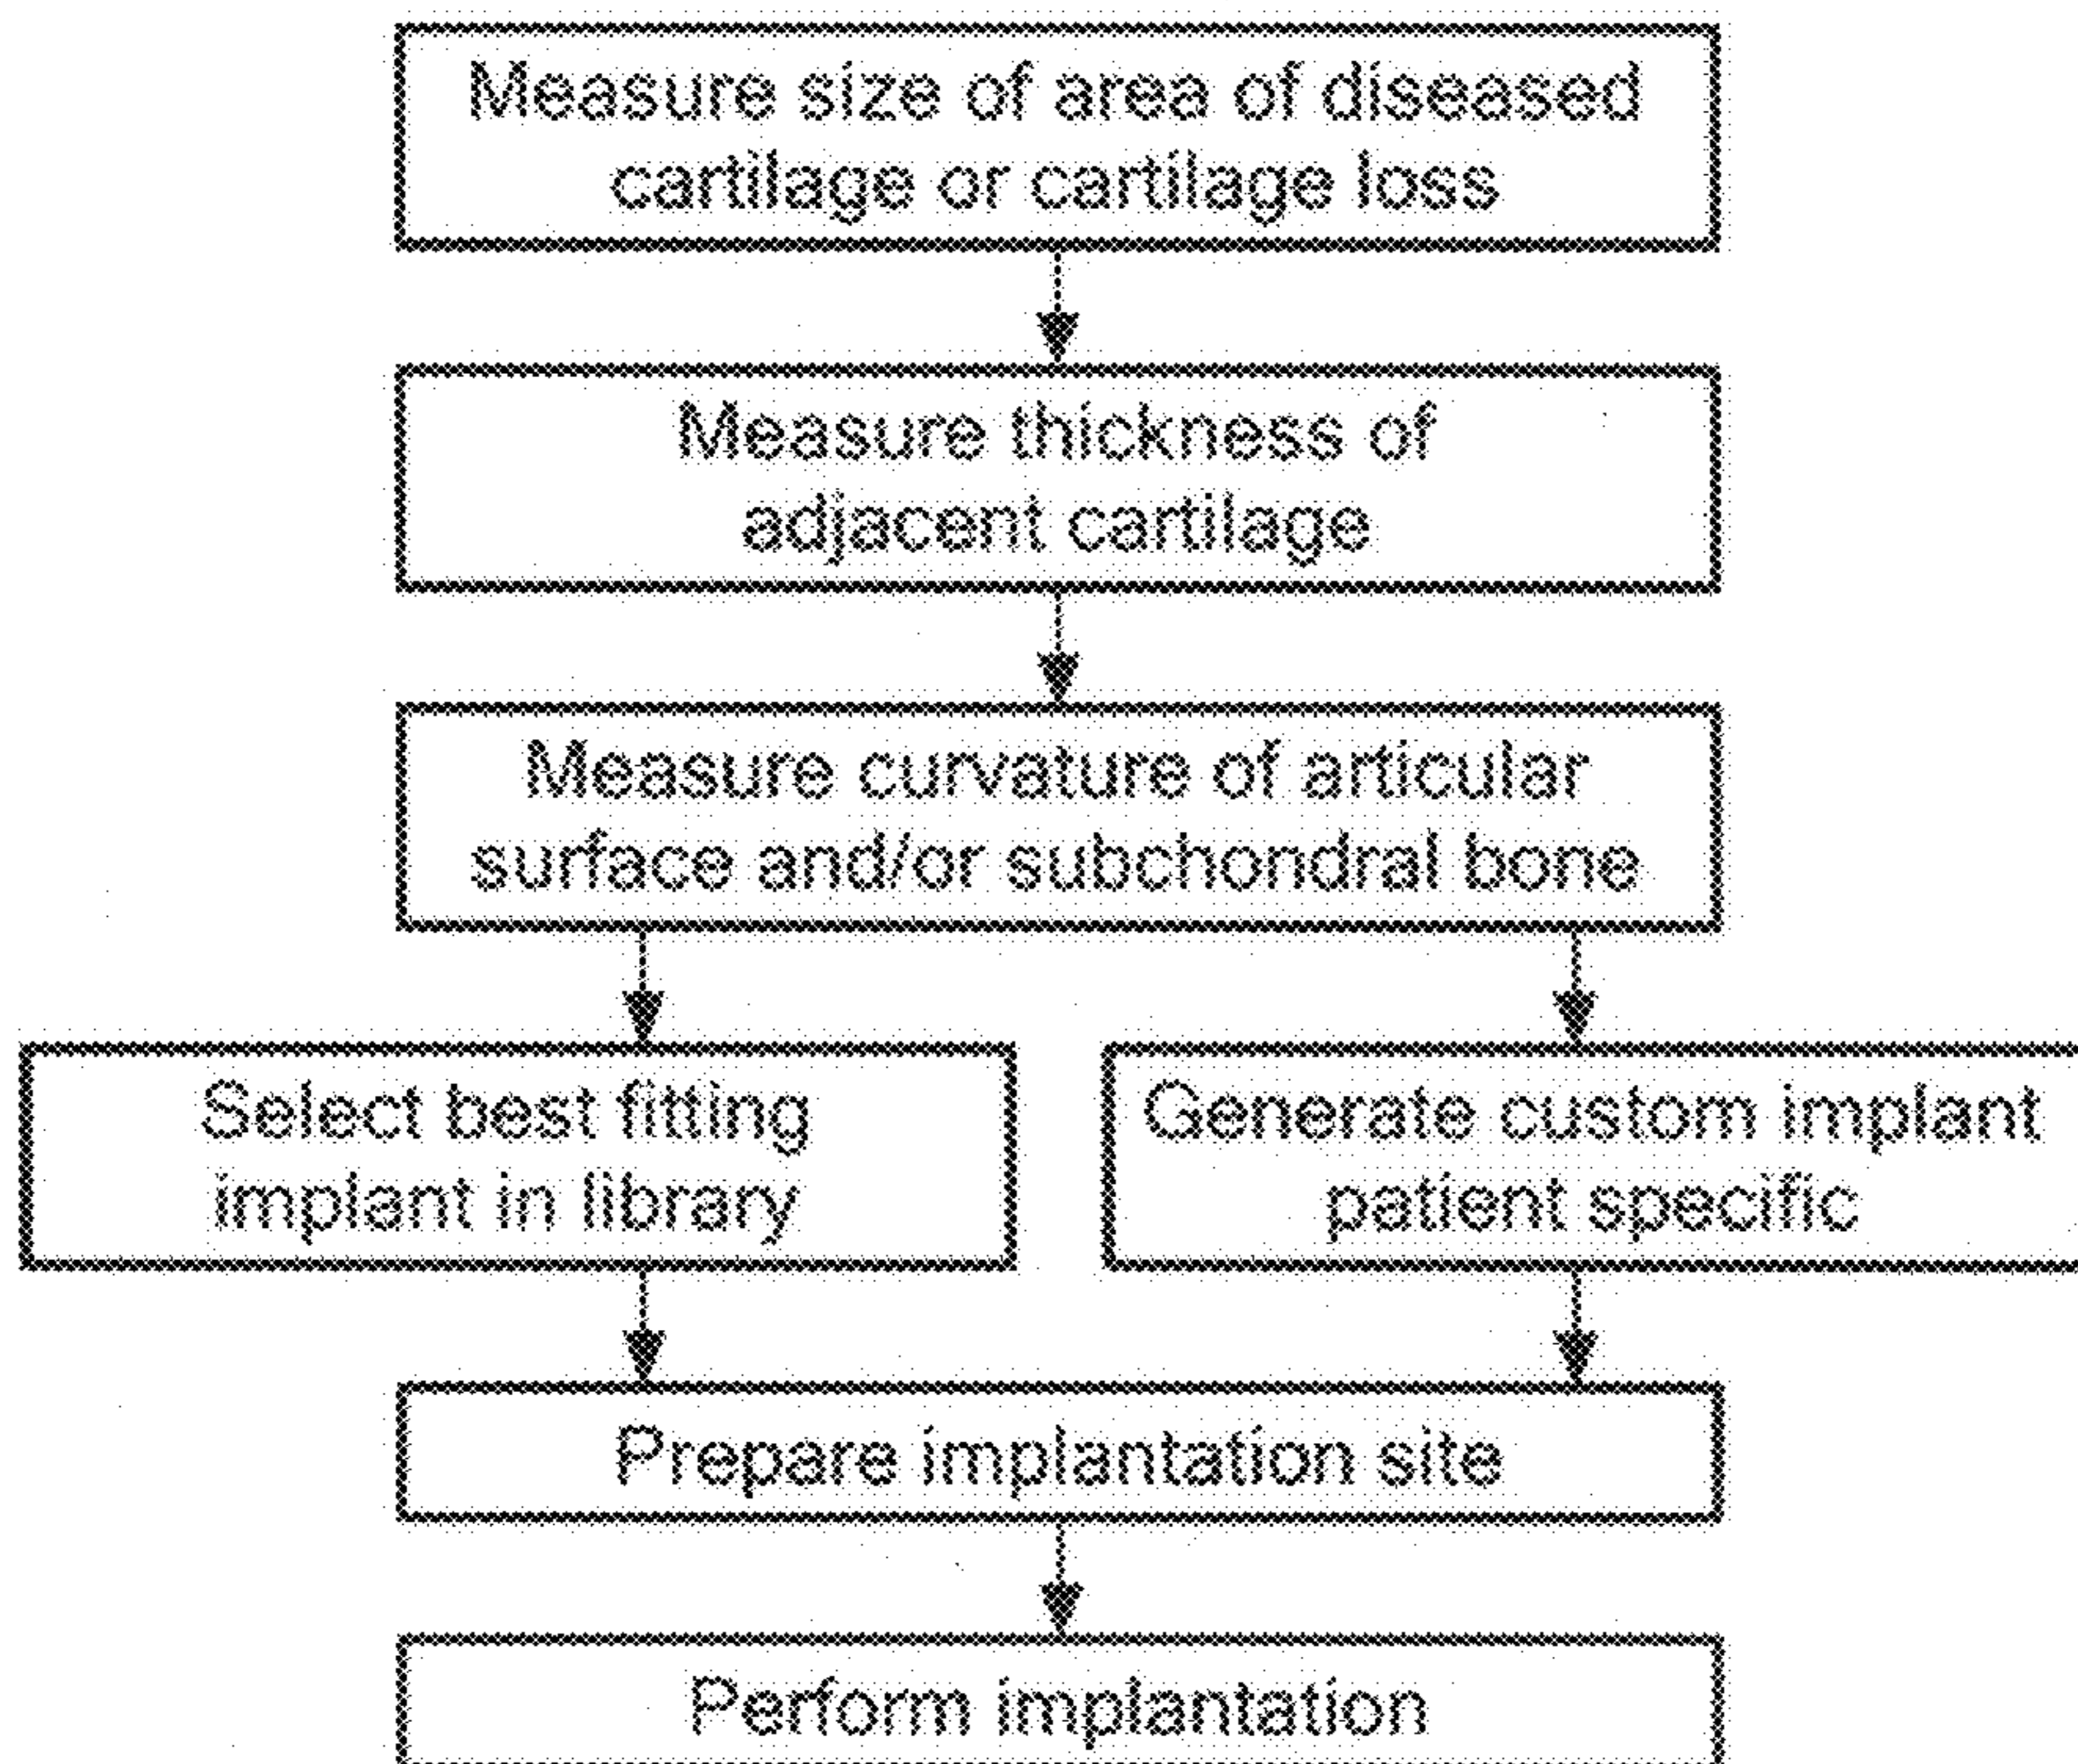 Measure size of area of diseased
cartilage or cartilage loss
Measure thickness of
adjacent cartilage
Measure curvature of articular
surface and/or subchondral bone
Select best fitting
implant in library
Generate custom implant
patient specific
Prepare implantation site
Perform implantation